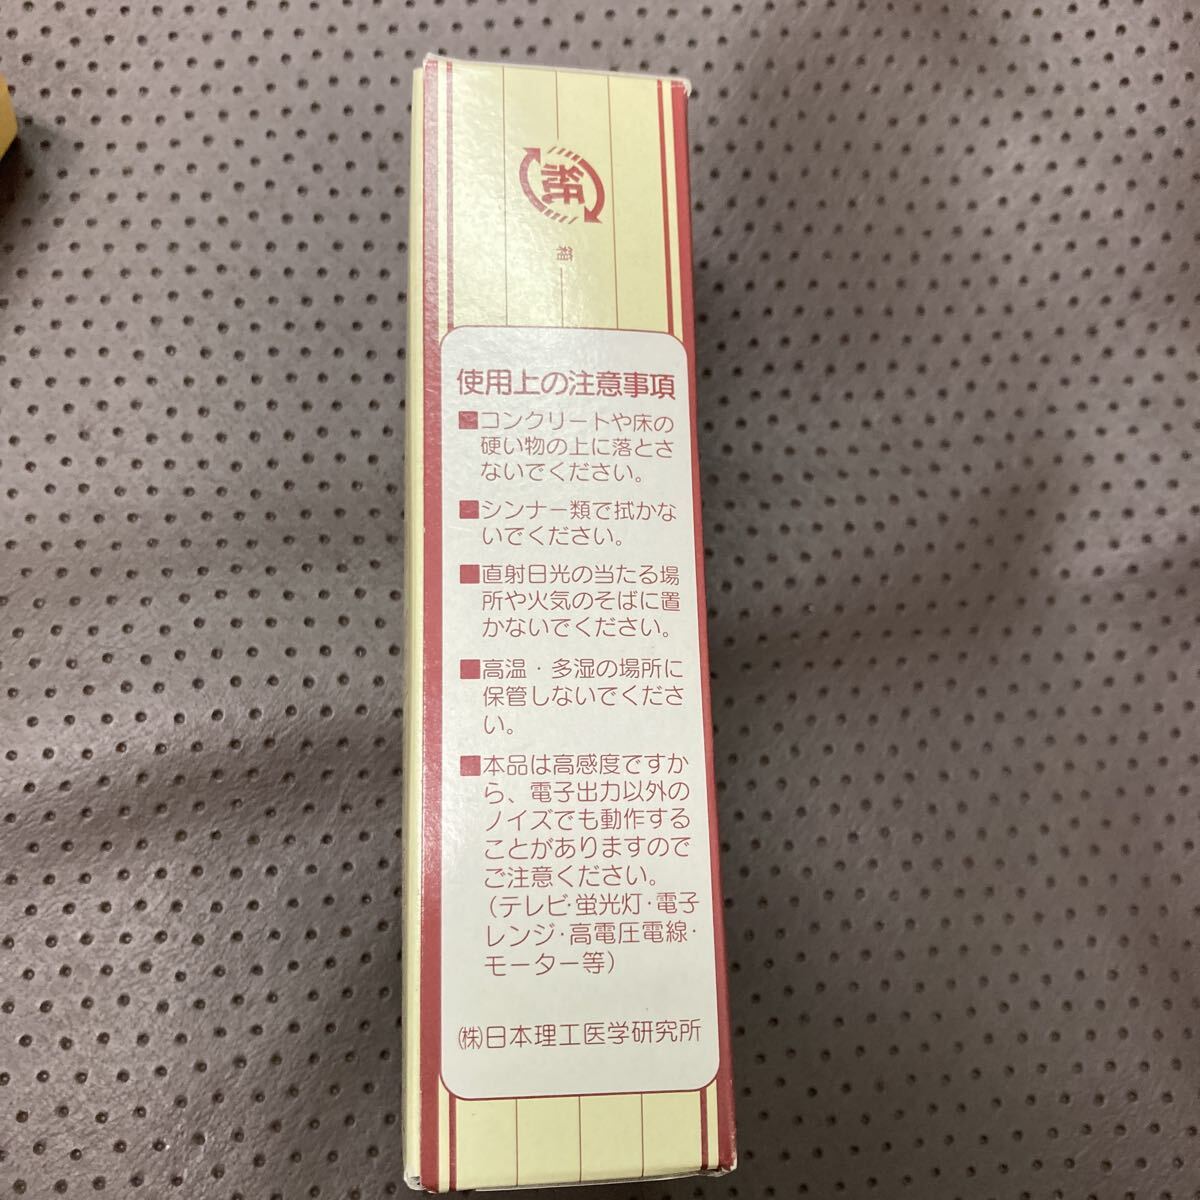 紙
箱
使用上の注意事項
■コンクリートや床の
硬い物の上に落とさ
ないでください。
■シンナー類で拭かな
いでください。
■直射日光の当たる場
所や火気のそばに置
かないでください。
■高温・多湿の場所に
保管しないでくださ
い。
■本品は高感度ですか
ら、電子出力以外の
ノイズでも動作する
ことがありますので
ご注意ください。
（テレビ・蛍光灯・電子
レンジ・高電圧電線・
モーター等）
㈱日本理工医学研究所